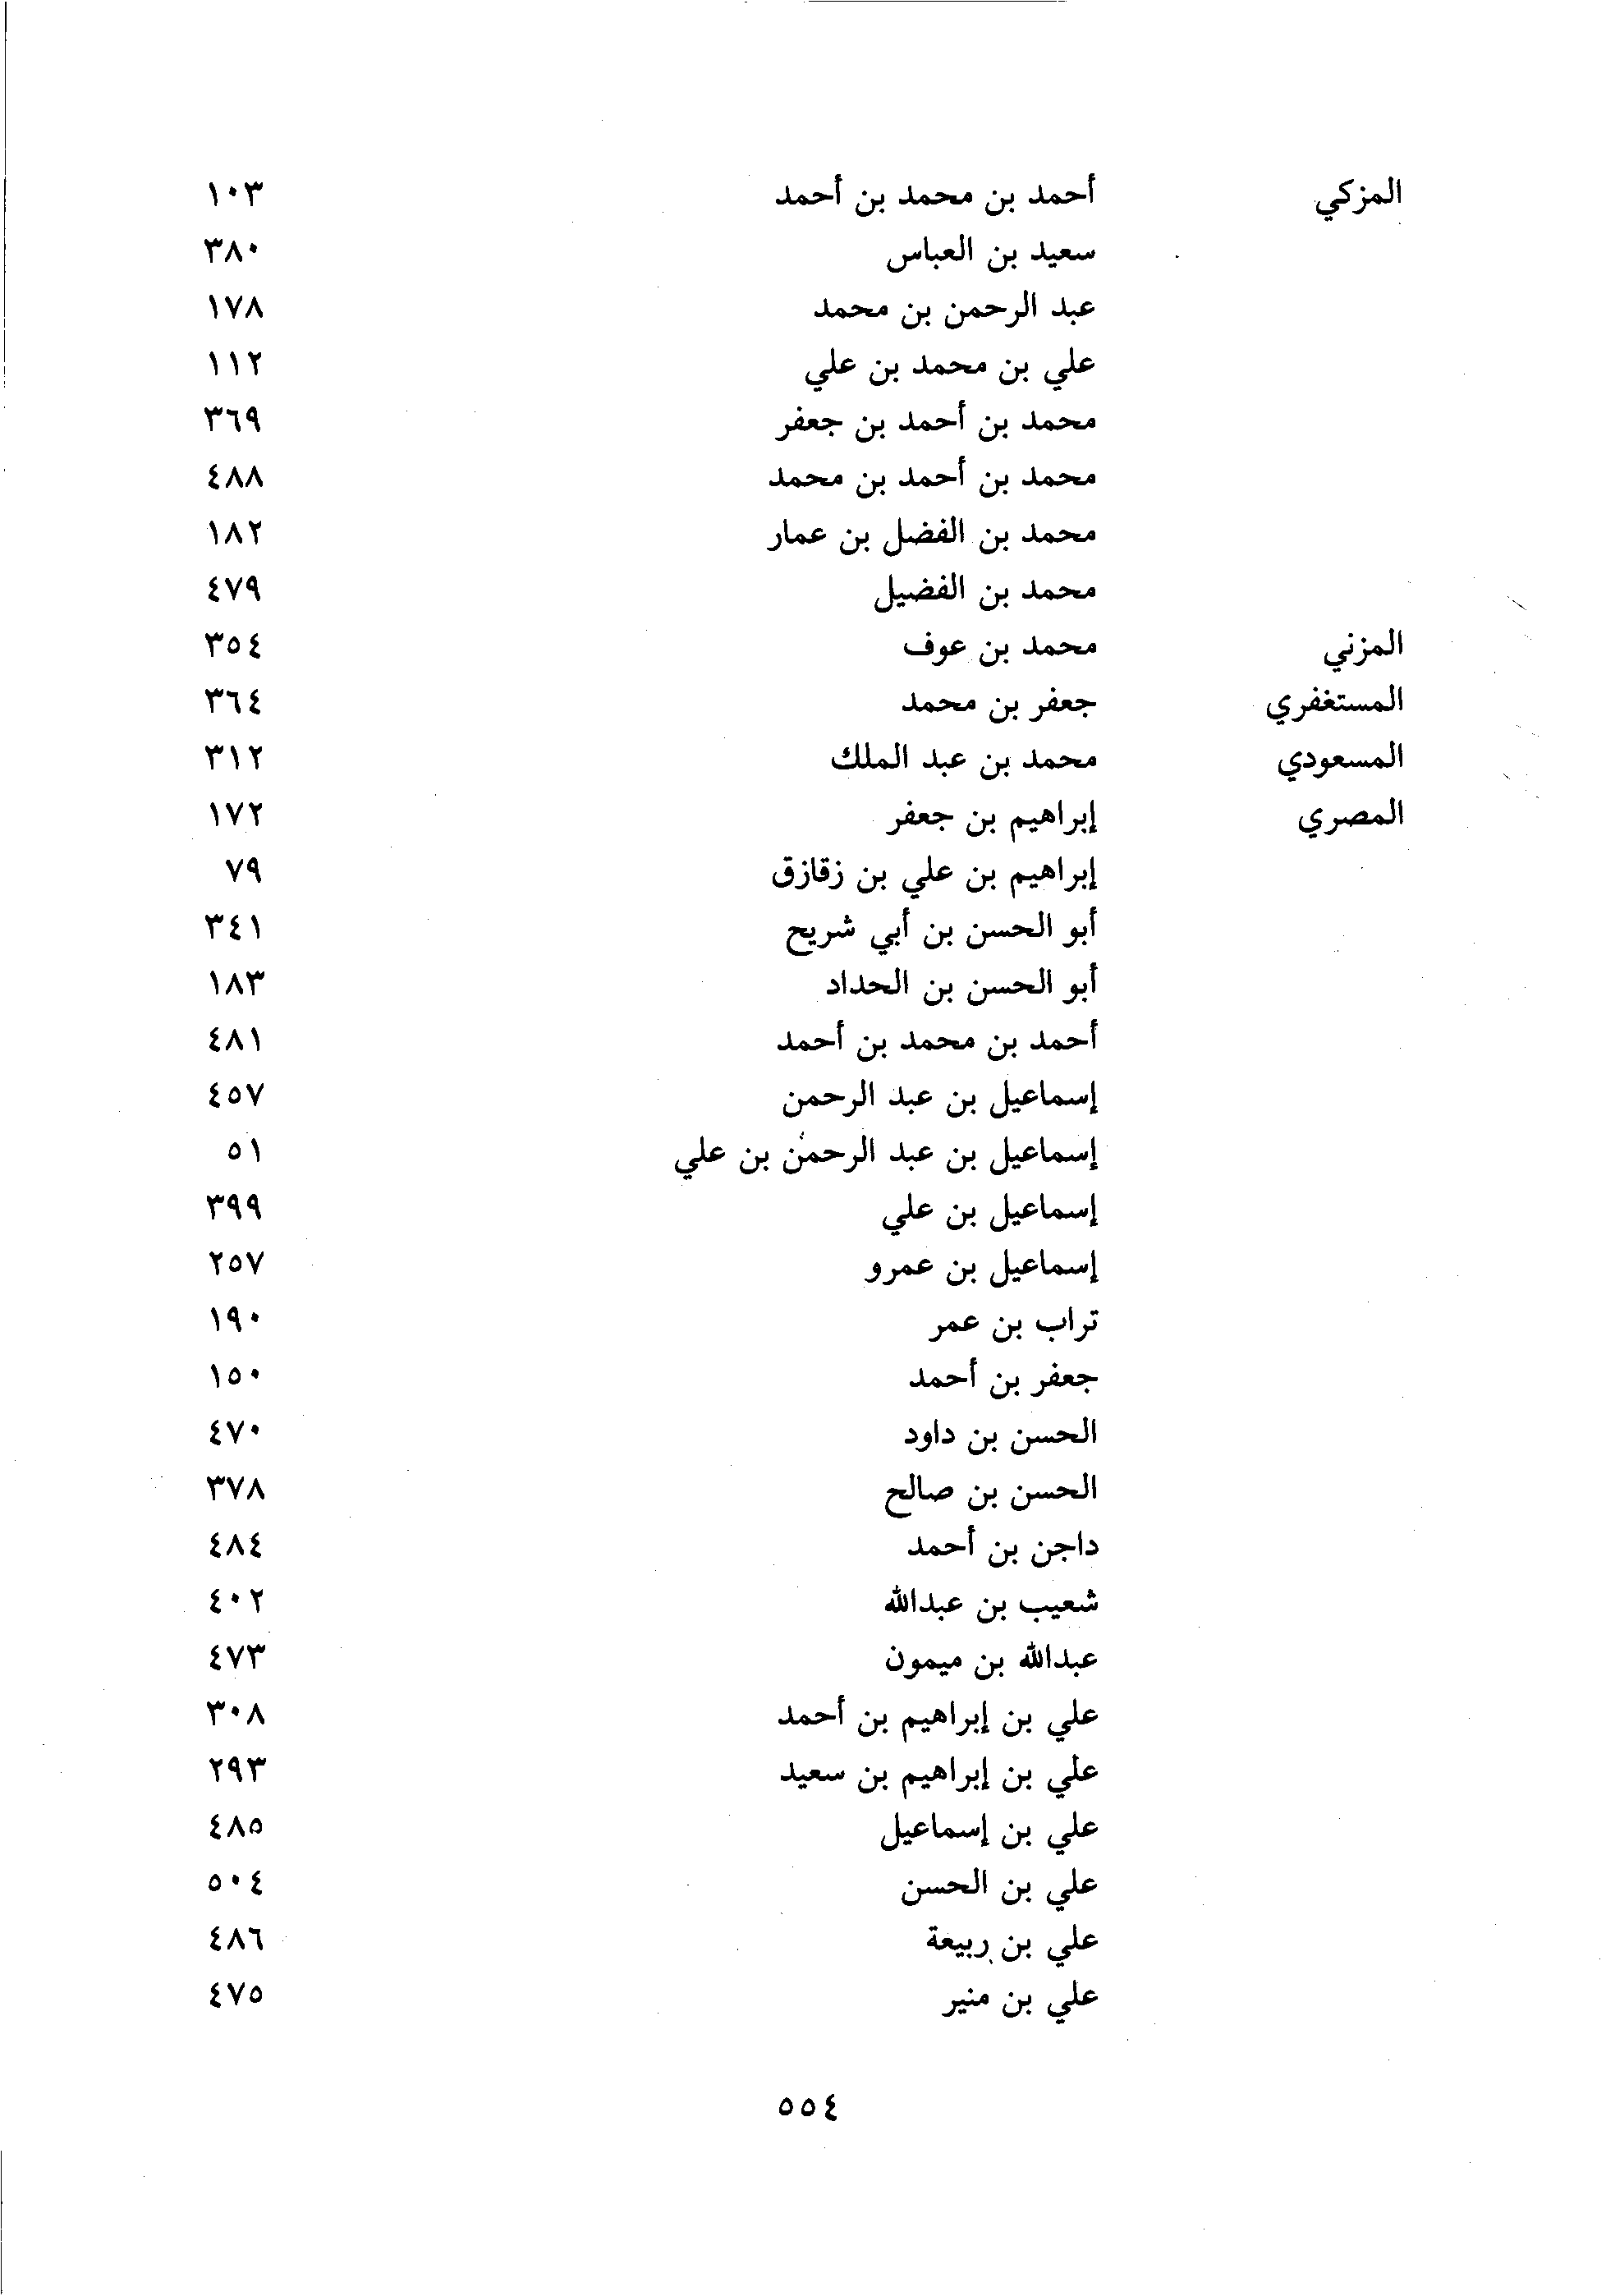 المزكي أحمد بن محمد بن أحمد ١٠٣
سعيد بن العباس ٣٨٠
عبد الرحمن بن محمد ١٧٨
علي بن محمد بن علي ١١٢
محمد بن أحمد بن جعفر ٣٦٩
محمد بن أحمد بن محمد ٤٨٨
محمد بن الفضل بن عمار ١٨٢
محمد بن الفضيل ٤٧٩
المزني محمد بن عوف ٣٥٤
المستغفري جعفر بن محمد ٣٦٤
المسعودي محمد بن عبد الملك ٣١٢
المصري إبراهيم بن جعفر ١٧٢
إبراهيم بن علي بن زقازق ٧٩
أبو الحسن بن أبي شريح ٣٤١
أبو الحسن بن الحداد ١٨٣
أحمد بن محمد بن أحمد ٤٨١
إسماعيل بن عبد الرحمن ٤٥٧
إسماعيل بن عبد الرحمن بن علي ٥١
إسماعيل بن علي ٣٩٩
إسماعيل بن عمرو ٢٥٧
تراب بن عمر ١٩٠
جعفر بن أحمد ١٥٠
الحسن بن داود ٤٧٠
الحسن بن صالح ٣٧٨
داجن بن أحمد ٤٨٤
شعيب بن عبدالله ٤٠٢
عبدالله بن ميمون ٤٧٣
علي بن إبراهيم بن أحمد ٣٠٨
علي بن إبراهيم بن سعيد ٢٩٣
علي بن إسماعيل ٤٨٥
علي بن الحسن ٥٠٤
علي بن ربيعة ٤٨٦
علي بن منير ٤٧٥
٥٥٤